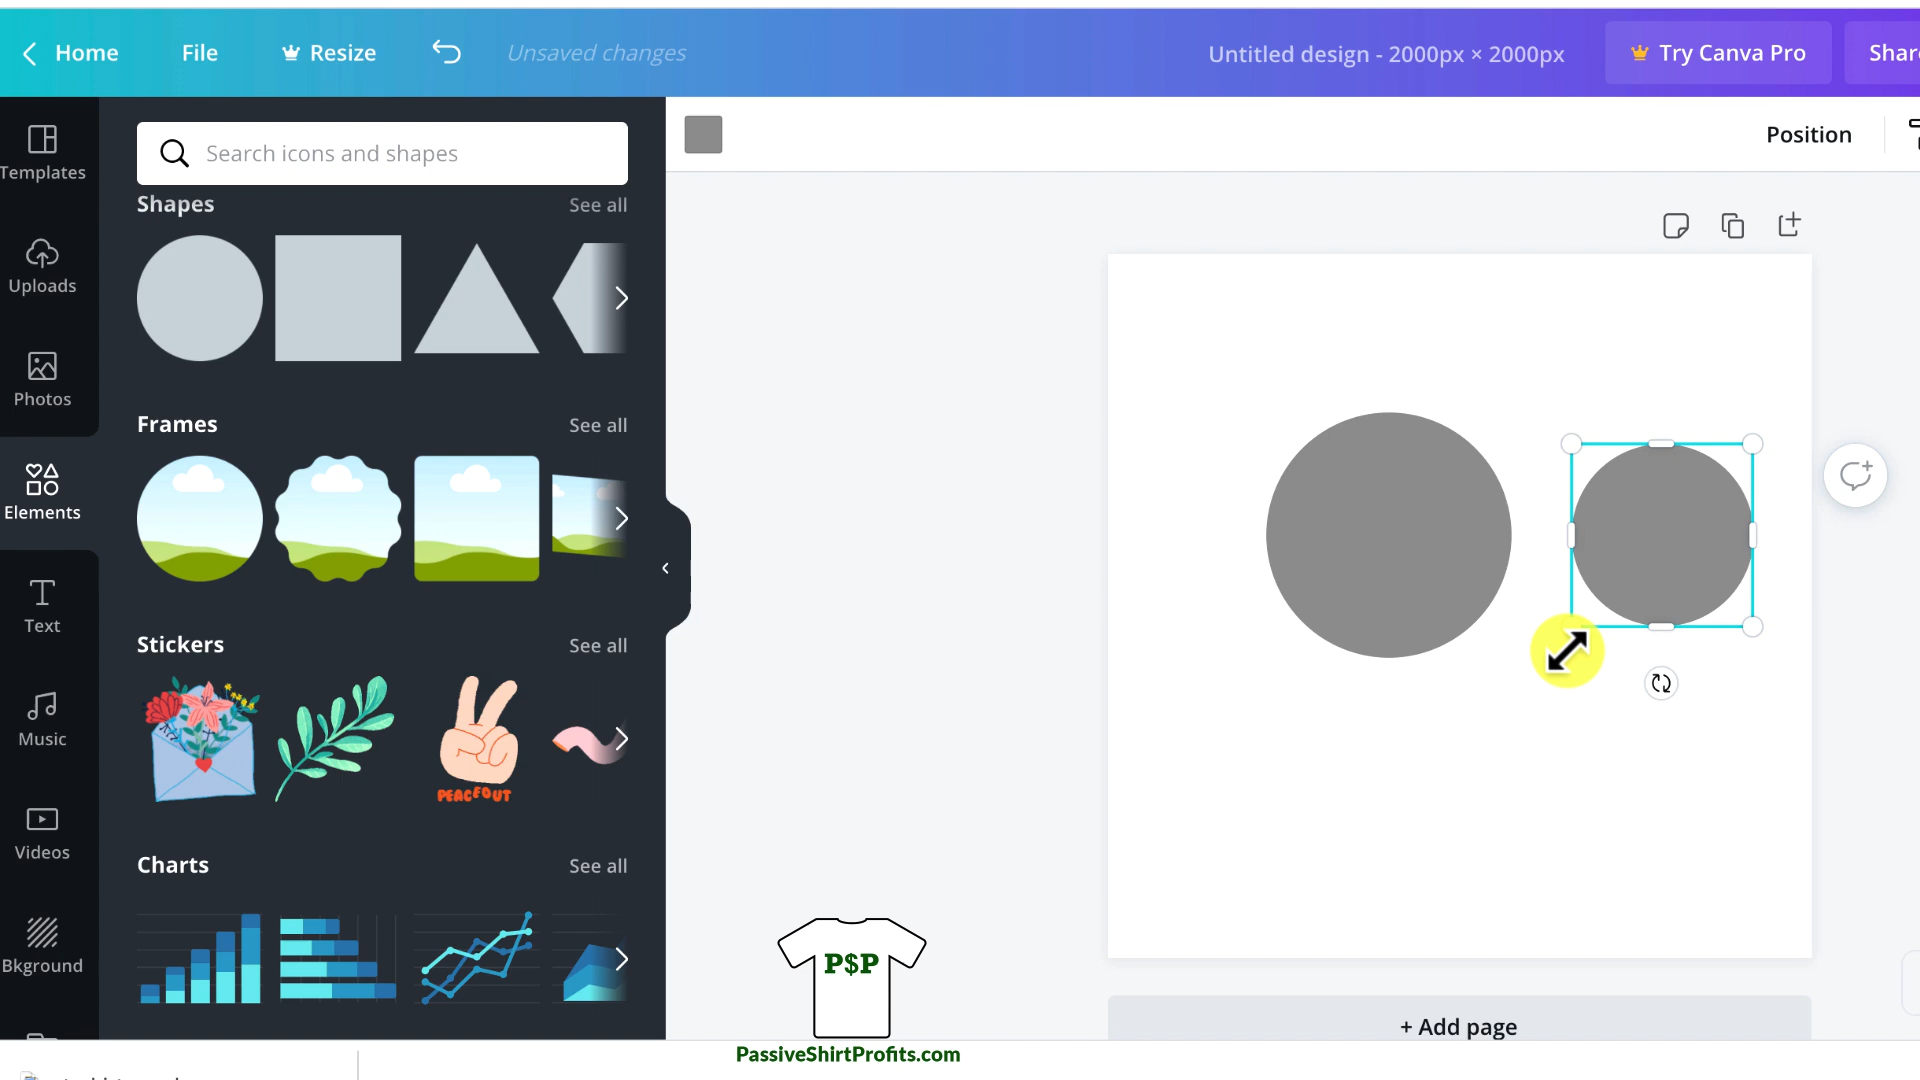 Home
File
Resize
Unsaved changes
Untitled design - 2000px × 2000px
Try Canva Pro
Templates
Uploads
Photos
Elements
Text
Music
Videos
Bkground
Search icons and shapes
Shapes
See all
Frames
See all
Stickers
See all
PEACE OUT
Charts
See all
Position
+ Add page
P$P
PassiveShirtProfits.com